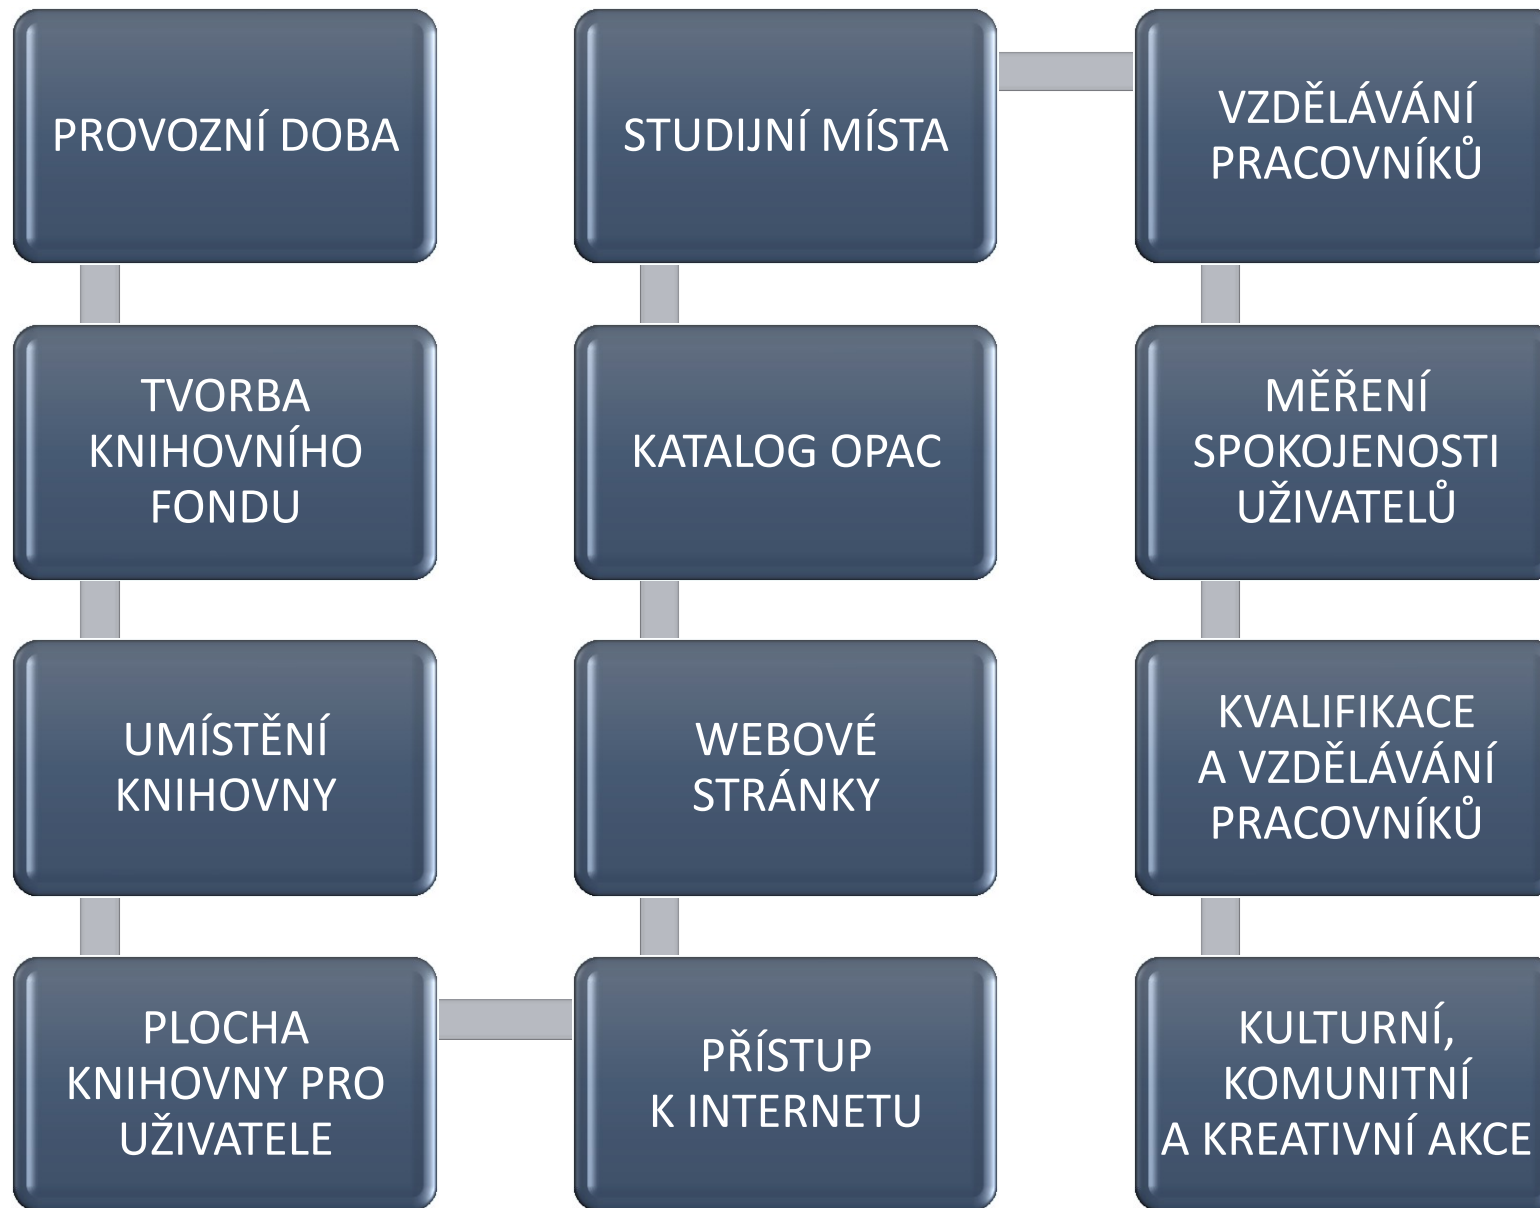 PROVOZNÍ DOBA
TVORBA
KNIHOVNÍHO
FONDU
UMÍSTĚNÍ
KNIHOVNY
PLOCHA
KNIHOVNY PRO
UŽIVATELE
PŘÍSTUP
K INTERNETU
WEBOVÉ
STRÁNKY
KATALOG OPAC
STUDIJNÍ MÍSTA
VZDĚLÁVÁNÍ
PRACOVNÍKŮ
MĚŘENÍ
SPOKOJENOSTI
UŽIVATELŮ
KVALIFIKACE
A VZDĚLÁVÁNÍ
PRACOVNÍKŮ
KULTURNÍ,
KOMUNITNÍ
A KREATIVNÍ AKCE